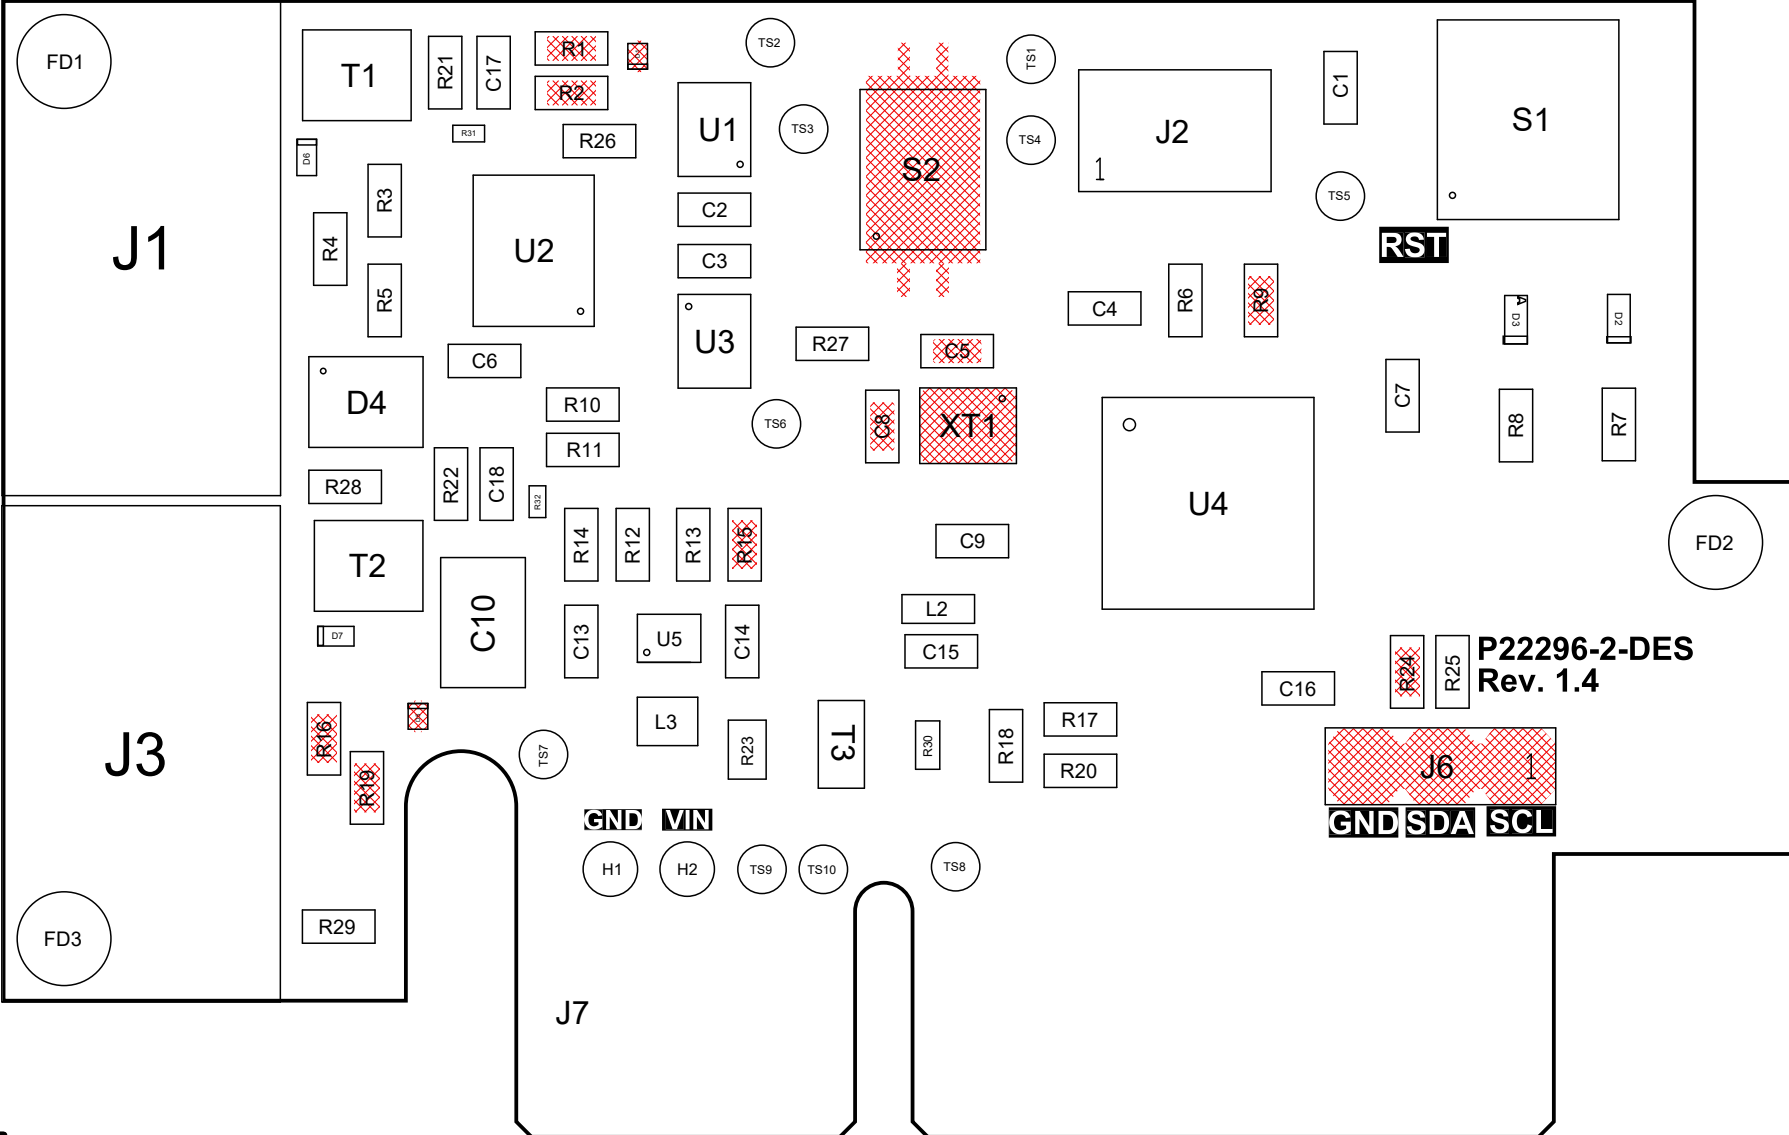 FD1
T1
R21
C17
R1
R2
TS2
TS1
C1
S1
R31
R26
U1
TS3
S2
TS4
J2
1
D6
R3
R4
R5
J1
U2
C2
C3
U3
TS5
RST
C4
R6
R9
A
D3
D2
C6
R27
C5
D4
R10
R11
TS6
C8
XT1
C7
R8
R7
R28
R22
C18
R32
R14
R12
R13
R15
C9
U4
FD2
T2
C10
D7
C13
U5
C14
L2
C15
P22296-2-DES
Rev. 1.4
R24
R25
C16
J3
R16
R19
TS7
L3
R23
T3
R30
R18
R17
R20
J6
1
GND
VIN
GND
SDA
SCL
H1
H2
TS9
TS10
TS8
FD3
R29
J7